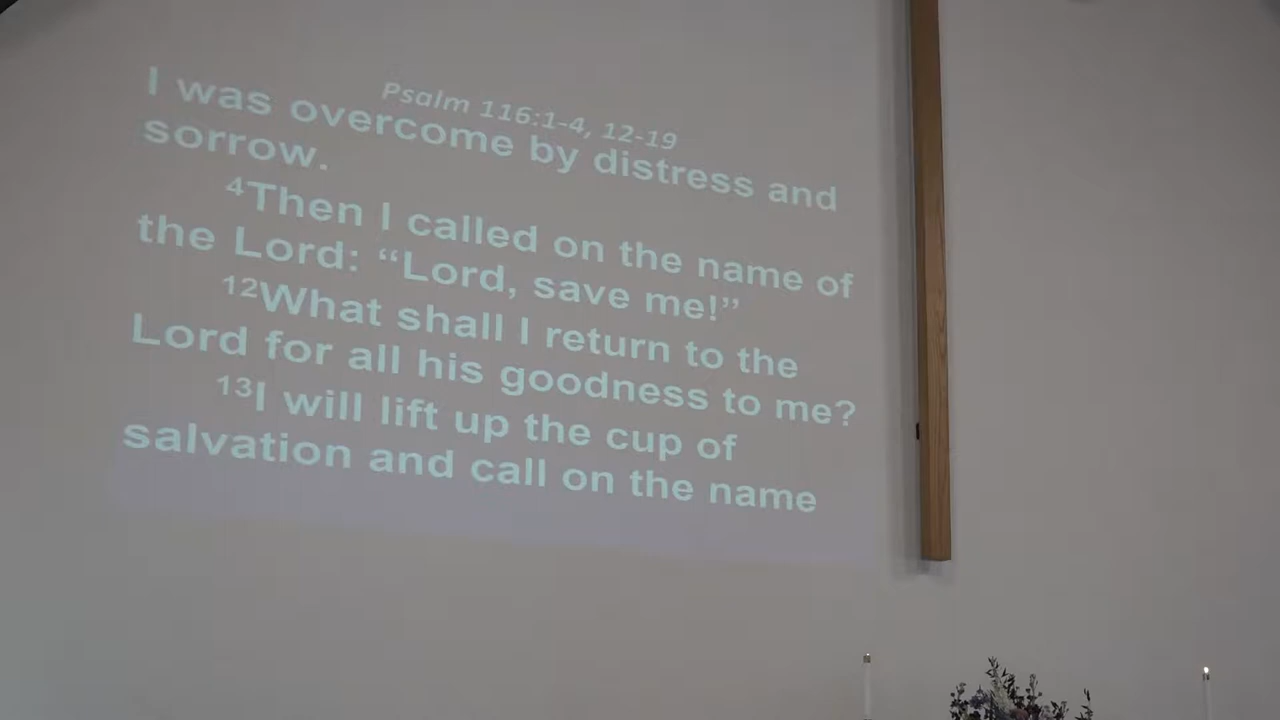 Psalm 116:1-4, 12-19
I was overcome by distress and
sorrow.
⁴Then I called on the name of
the Lord: “Lord, save me!”
¹²What shall I return to the
Lord for all his goodness to me?
¹³I will lift up the cup of
salvation and call on the name